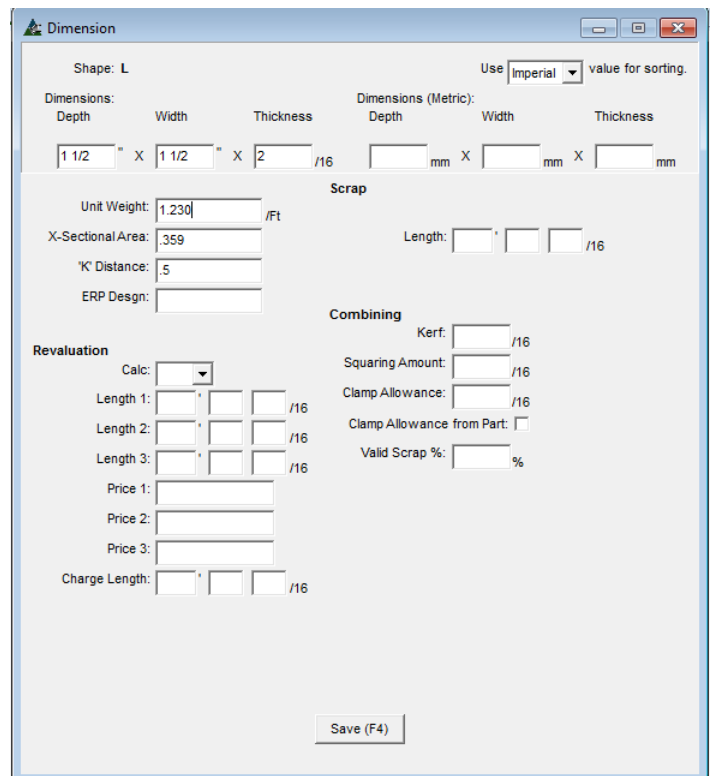 Dimension
Shape: L
Use Imperial value for sorting.
Dimensions:
Depth Width Thickness
1 1/2 " X 1 1/2 " X 2 /16
Dimensions (Metric):
Depth Width Thickness
mm X mm X mm
Unit Weight: 1.230 /Ft
X-Sectional Area: .359
'K' Distance: .5
ERP Desgn:
Scrap
Length: ' /16
Revaluation
Calc:
Length 1: ' /16
Length 2: ' /16
Length 3: ' /16
Price 1:
Price 2:
Price 3:
Charge Length: ' /16
Combining
Kerf: /16
Squaring Amount: /16
Clamp Allowance: /16
Clamp Allowance from Part:
Valid Scrap %: %
Save (F4)